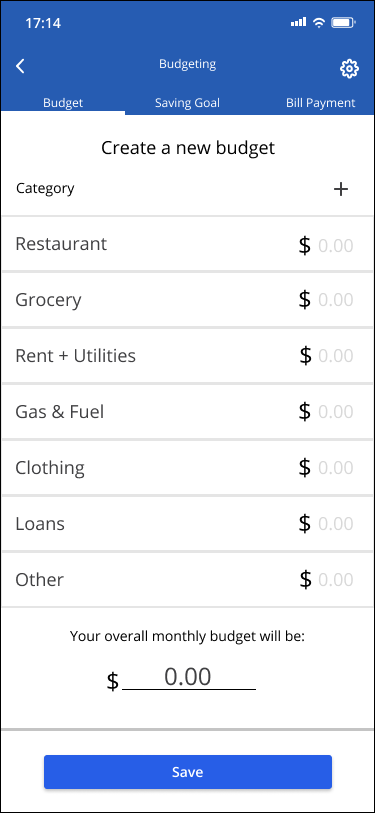 17:14
Budgeting
Budget Saving Goal Bill Payment
Create a new budget
Category +
Restaurant $ 0.00
Grocery $ 0.00
Rent + Utilities $ 0.00
Gas & Fuel $ 0.00
Clothing $ 0.00
Loans $ 0.00
Other $ 0.00
Your overall monthly budget will be:
$ 0.00
Save